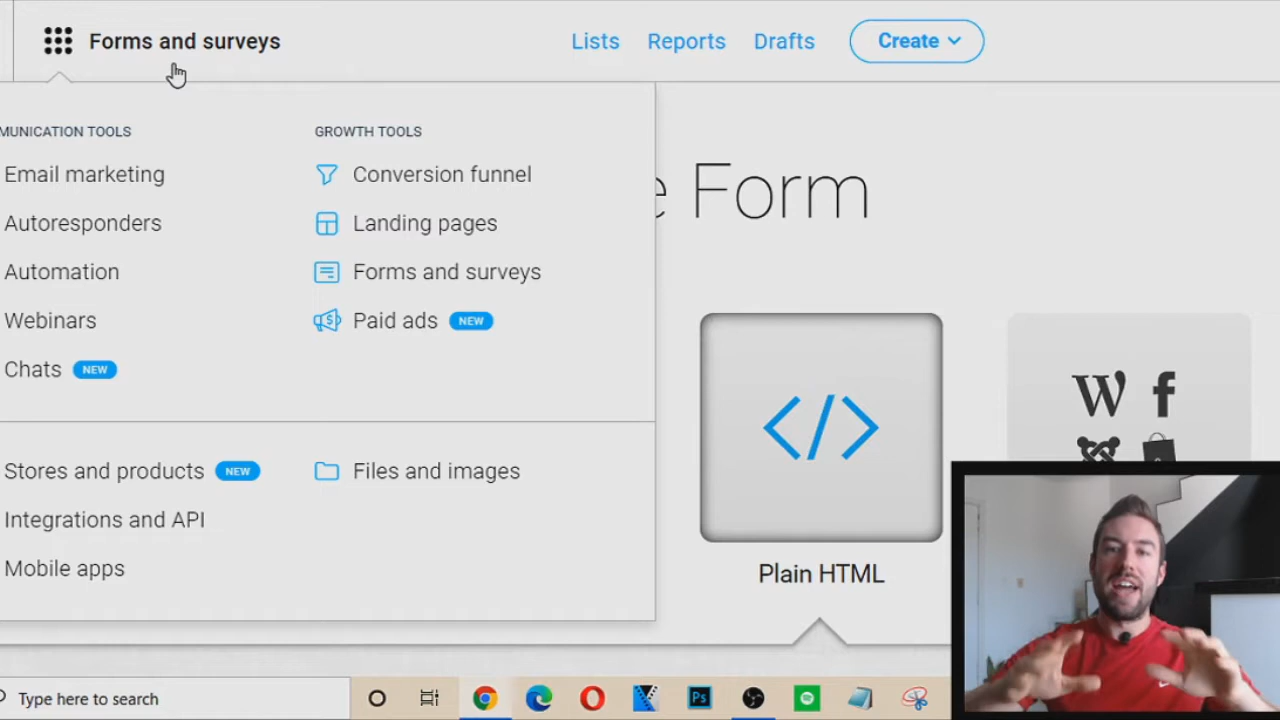 Forms and surveys
Lists
Reports
Drafts
Create
MUNICATION TOOLS
Email marketing
Autoresponders
Automation
Webinars
Chats NEW
GROWTH TOOLS
Conversion funnel
Landing pages
Forms and surveys
Paid ads NEW
Stores and products NEW
Integrations and API
Mobile apps
Files and images
e Form
</>
W f
Plain HTML
Type here to search
Ps